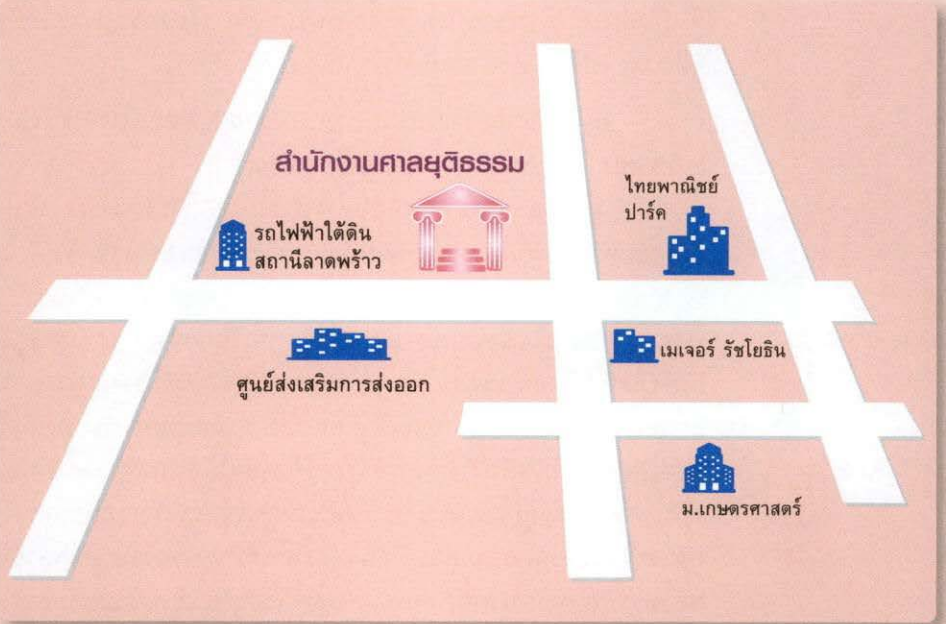 สำนักงานศาลยุติธรรม
ไทยพาณิชย์
ปาร์ค
รถไฟฟ้าใต้ดิน
สถานีลาดพร้าว
เมเจอร์ รัชโยธิน
ศูนย์ส่งเสริมการส่งออก
ม.เกษตรศาสตร์